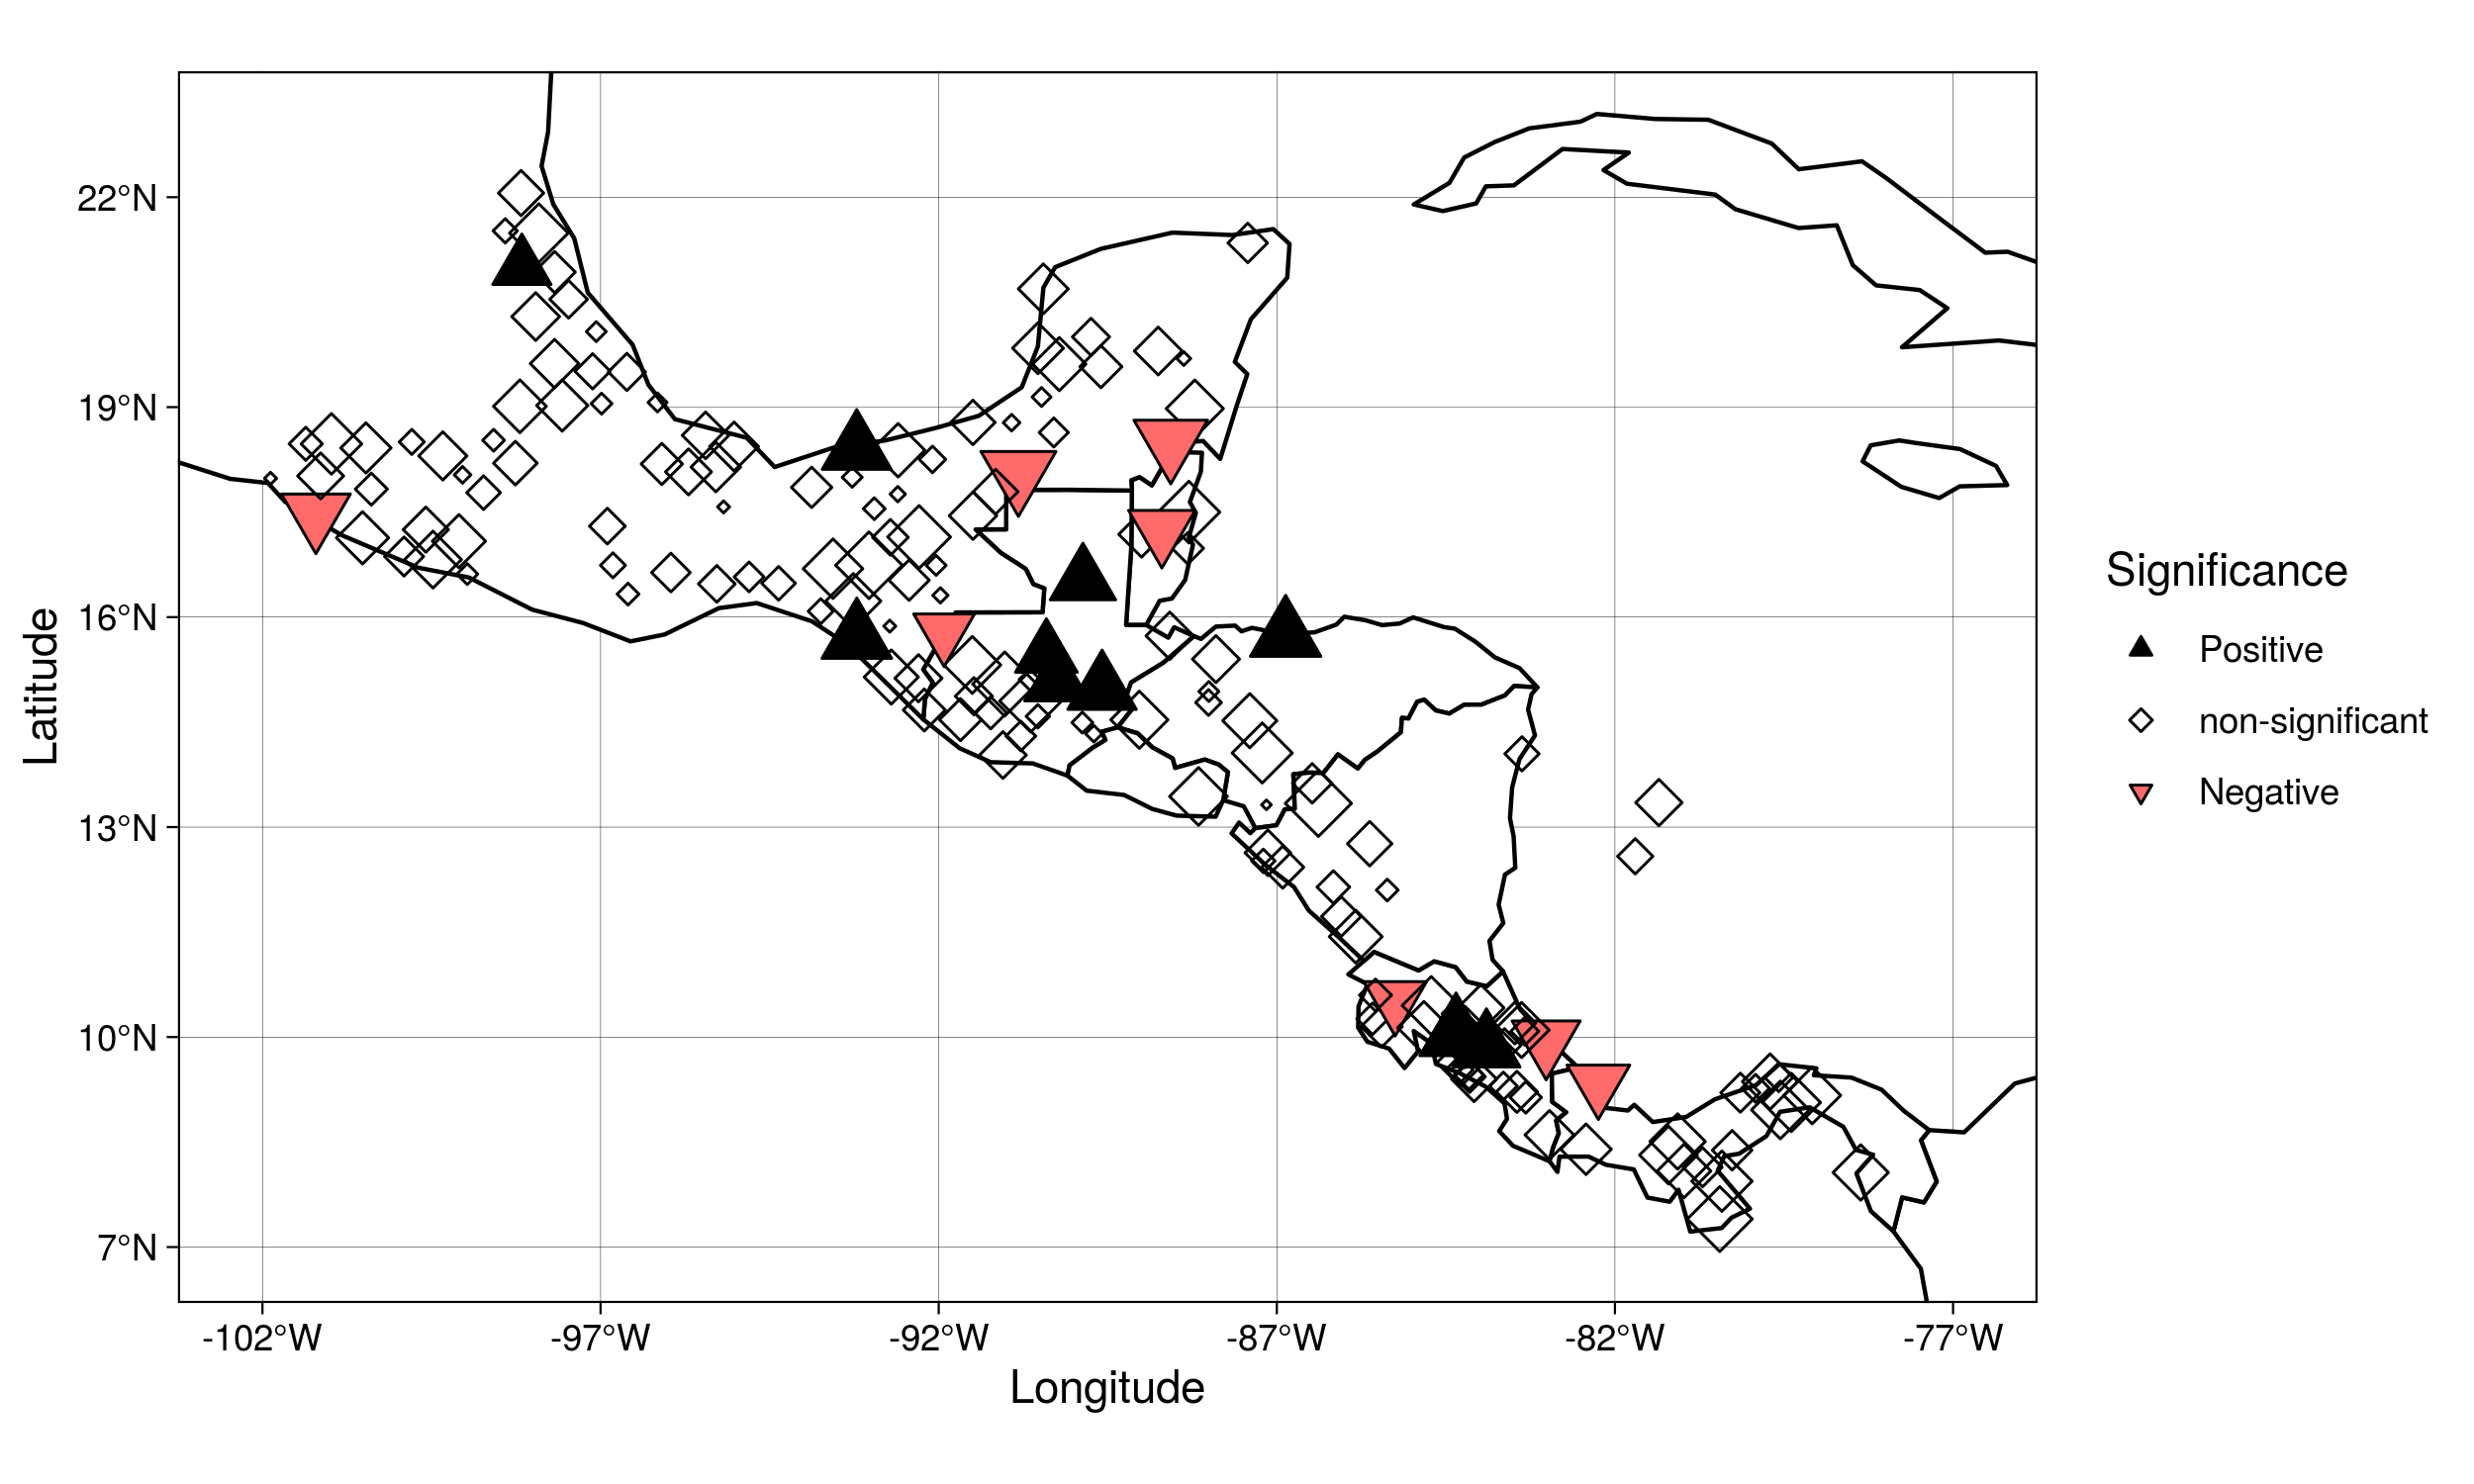 22°N
19°N
16°N
13°N
10°N
7°N
Latitude
-102°W
-97°W
-92°W
-87°W
-82°W
-77°W
Longitude
Significance
Positive
non-significant
Negative